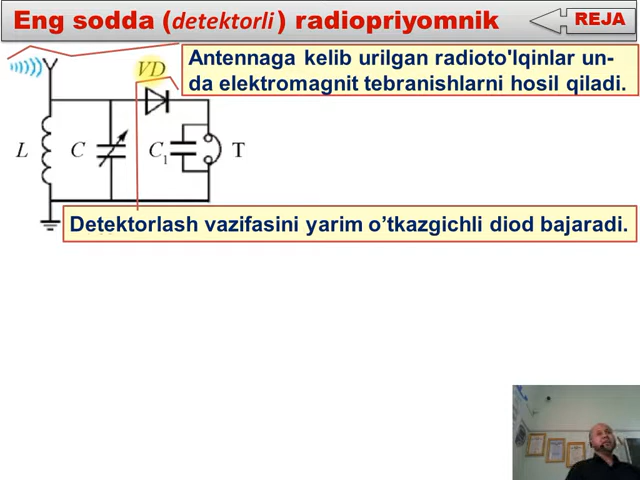 Eng sodda (detektorli) radiopriyomnik
REJA
Antennaga kelib urilgan radioto'lqinlar un-
da elektromagnit tebranishlarni hosil qiladi.
VD
L C C1 T
Detektorlash vazifasini yarim o’tkazgichli diod bajaradi.